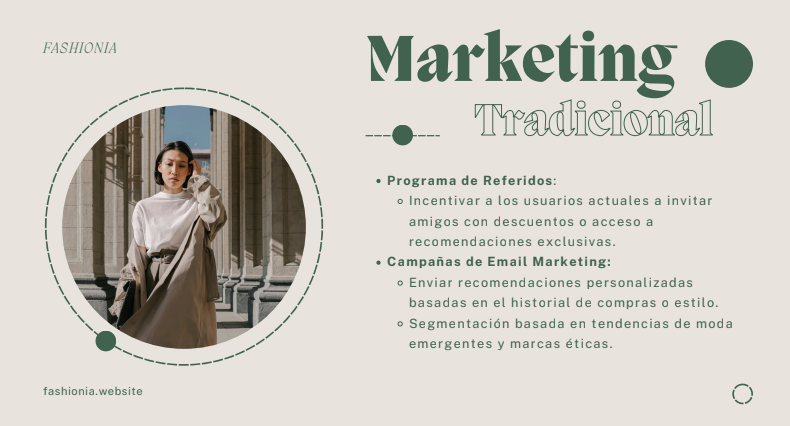 FASHIONIA
Marketing
Tradicional
• Programa de Referidos:
Incentivar a los usuarios actuales a invitar
amigos con descuentos o acceso a
recomendaciones exclusivas.
• Campañas de Email Marketing:
Enviar recomendaciones personalizadas
basadas en el historial de compras o estilo.
Segmentación basada en tendencias de moda
emergentes y marcas éticas.
fashionia.website